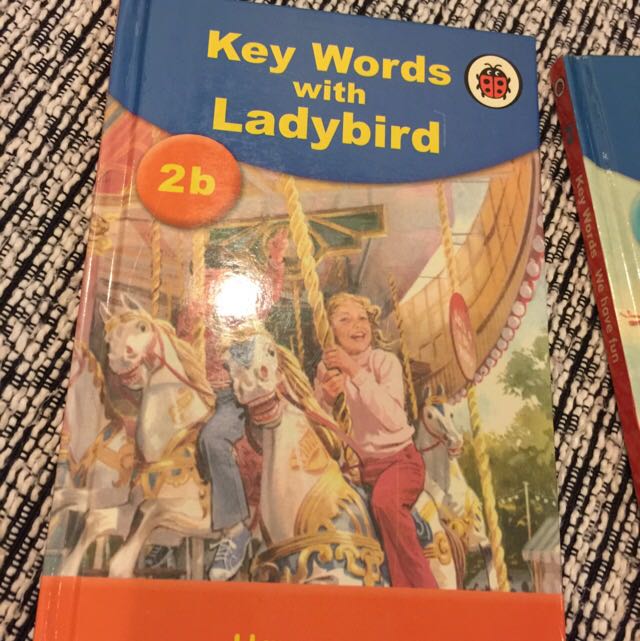 Key Words
with
Ladybird
2b
Key Words We have fun